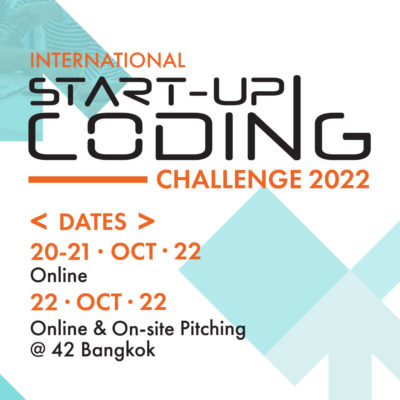 INTERNATIONAL
START-UP
CODING
CHALLENGE 2022
< DATES >
20-21 · OCT · 22
Online
22 · OCT · 22
Online & On-site Pitching
@ 42 Bangkok